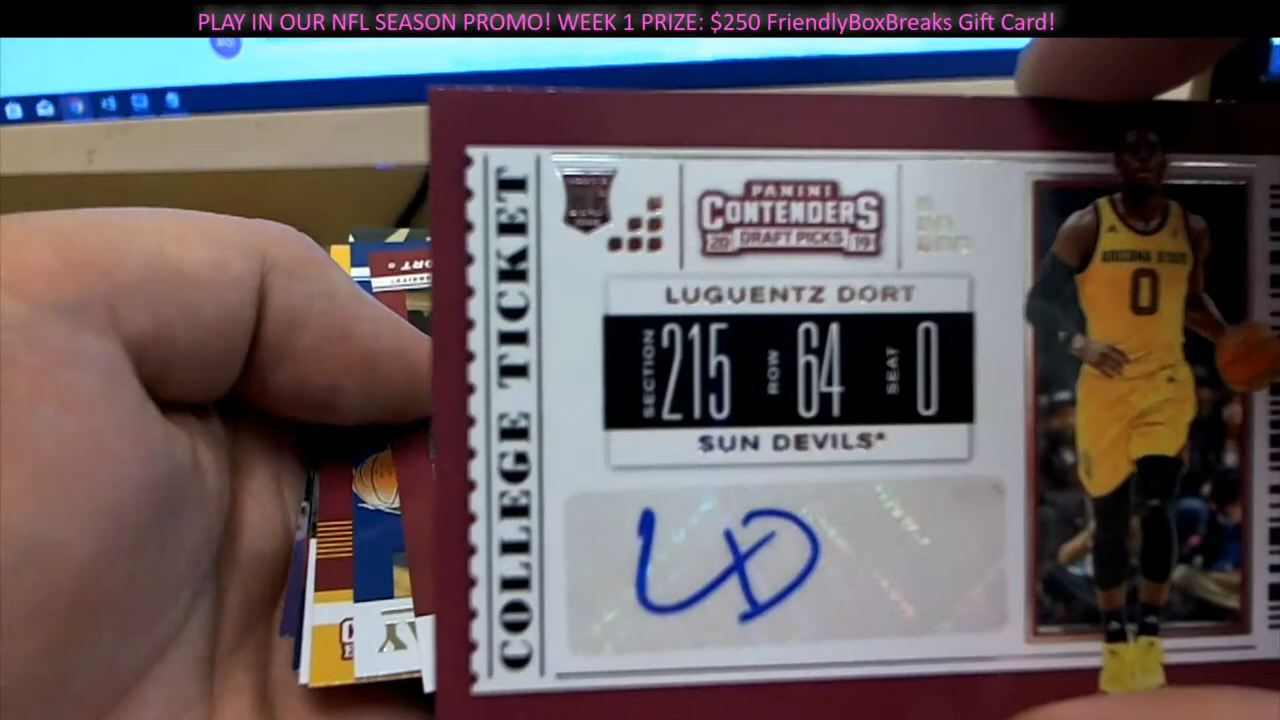 PLAY IN OUR NFL SEASON PROMO! WEEK 1 PRIZE: $250 FriendlyBoxBreaks Gift Card!
COLLEGE TICKET
PANINI
CONTENDERS
20 DRAFT PICKS 19
LUGUENTZ DORT
SECTION 215 ROW 64 SEAT 0
SUN DEVILS
LD
ARIZONA STATE
0